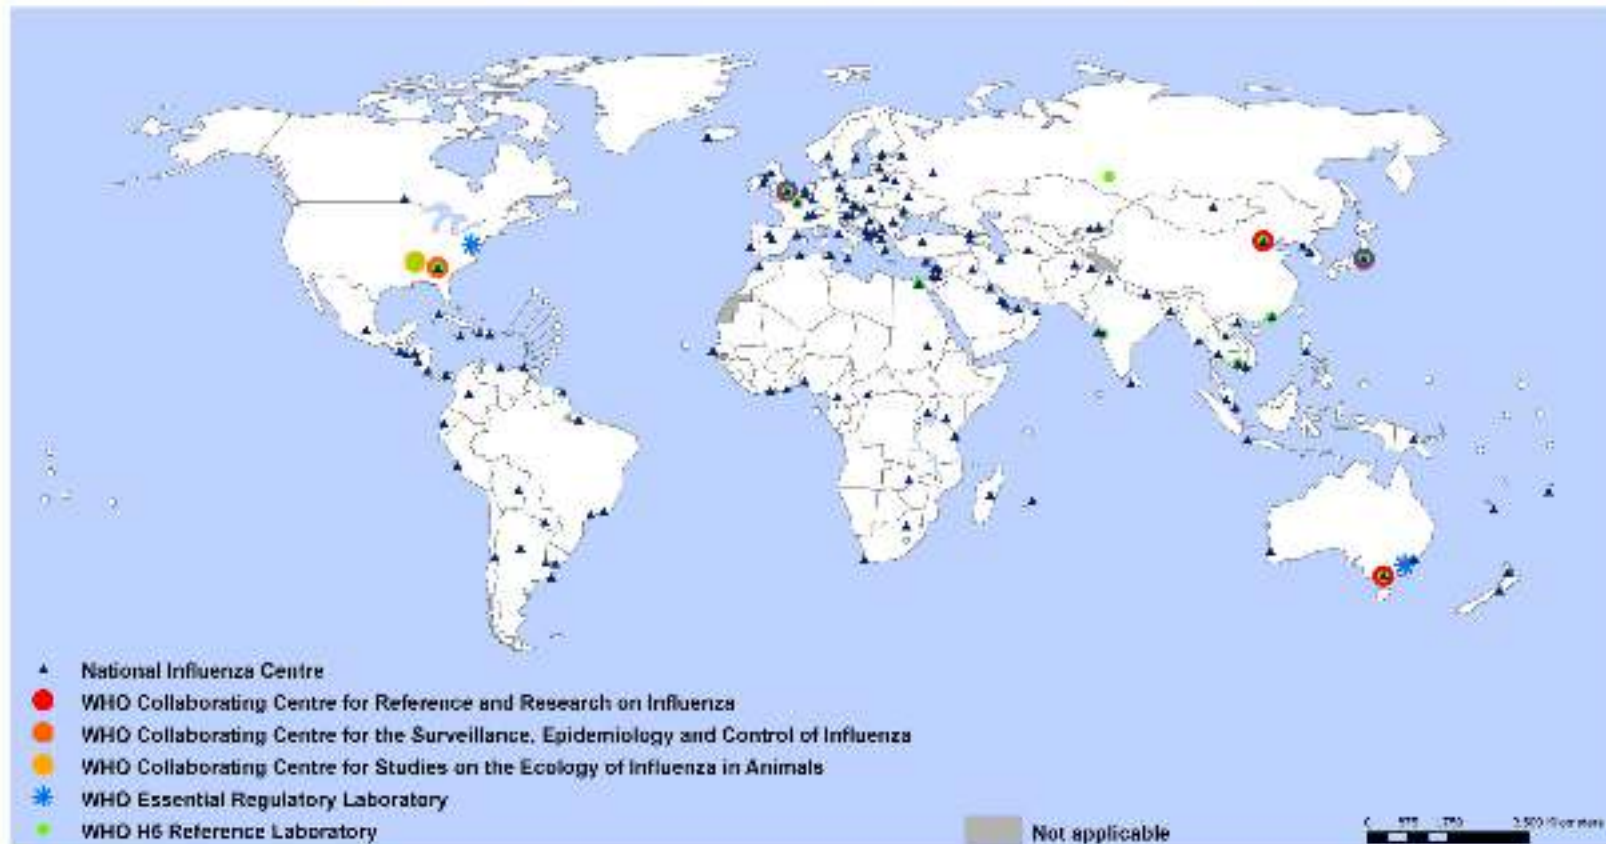 National Influenza Centre
WHO Collaborating Centre for Reference and Research on Influenza
WHO Collaborating Centre for the Surveillance, Epidemiology and Control of Influenza
WHO Collaborating Centre for Studies on the Ecology of Influenza in Animals
WHO Essential Regulatory Laboratory
WHO H5 Reference Laboratory
Not applicable